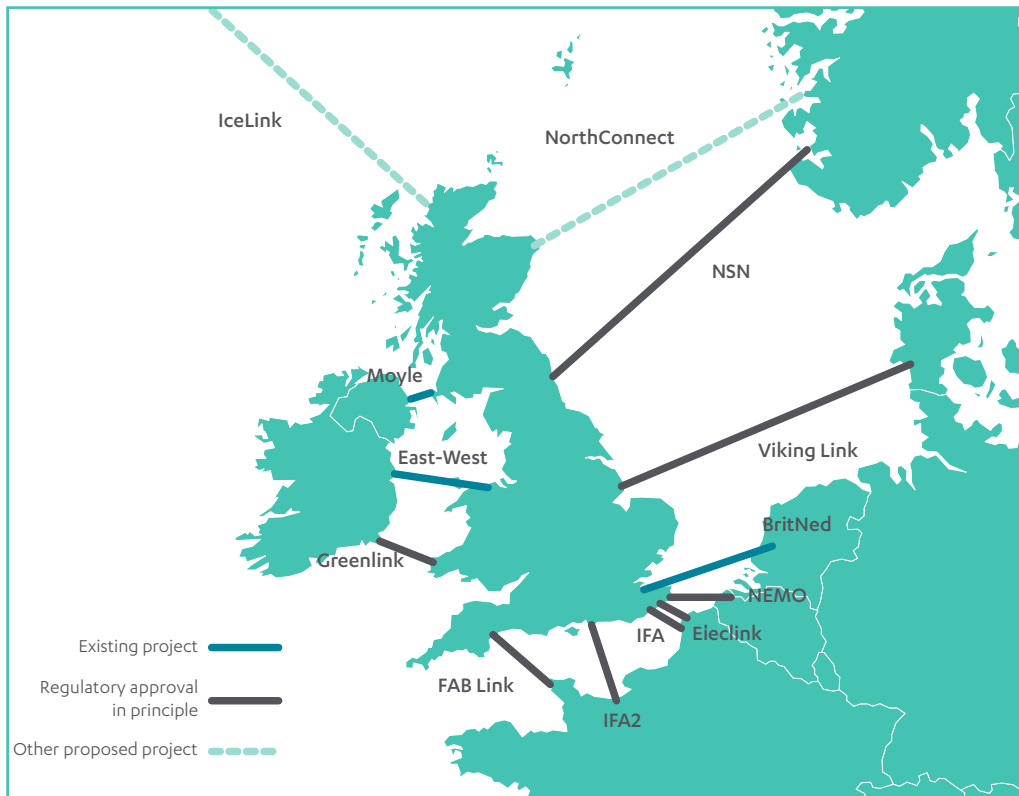 IceLink
NorthConnect
NSN
Moyle
East-West
Viking Link
BritNed
Greenlink
NEMO
IFA
Eleclink
FAB Link
IFA2
Existing project
Regulatory approval
in principle
Other proposed project